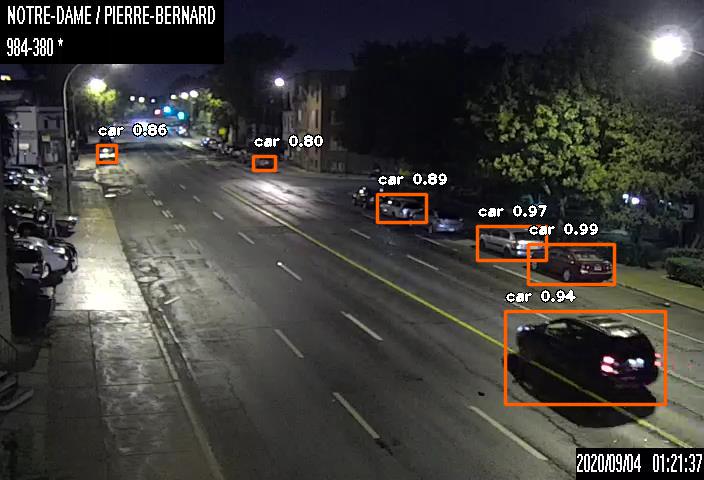 NOTRE-DAME / PIERRE-BERNARD
984-380 *
car 0.86
car 0.80
car 0.89
car 0.97
car 0.99
car 0.94
2020/09/04 01:21:37